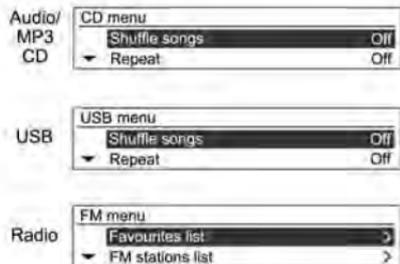 Audio/
MP3
CD
CD menu
Shuffle songs Off
Repeat Off
USB
USB menu
Shuffle songs Off
Repeat Off
Radio
FM menu
Favourites list >
FM stations list >